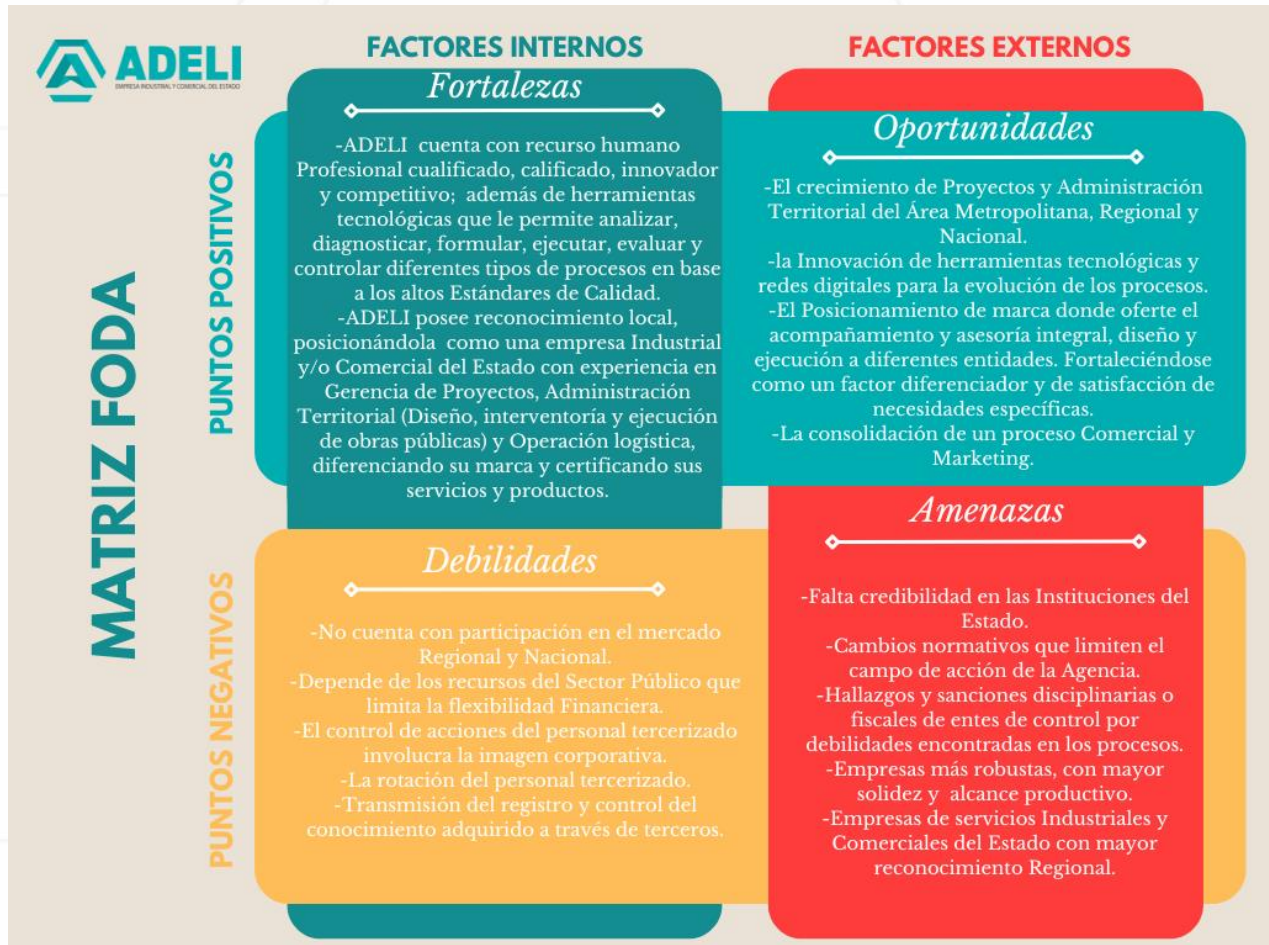 ADELI
EMPRESA INDUSTRIAL Y COMERCIAL DEL ESTADO
FACTORES INTERNOS
FACTORES EXTERNOS
MATRIZ FODA
PUNTOS POSITIVOS
Fortalezas
-ADELI cuenta con recurso humano
Profesional cualificado, calificado, innovador
y competitivo; además de herramientas
tecnológicas que le permite analizar,
diagnosticar, formular, ejecutar, evaluar y
controlar diferentes tipos de procesos en base
a los altos Estándares de Calidad.
-ADELI posee reconocimiento local,
posicionándola como una empresa Industrial
y/o Comercial del Estado con experiencia en
Gerencia de Proyectos, Administración
Territorial (Diseño, interventoría y ejecución
de obras públicas) y Operación logística,
diferenciando su marca y certificando sus
servicios y productos.
Oportunidades
-El crecimiento de Proyectos y Administración
Territorial del Área Metropolitana, Regional y
Nacional.
-la Innovación de herramientas tecnológicas y
redes digitales para la evolución de los procesos.
-El Posicionamiento de marca donde oferte el
acompañamiento y asesoría integral, diseño y
ejecución a diferentes entidades. Fortaleciéndose
como un factor diferenciador y de satisfacción de
necesidades específicas.
-La consolidación de un proceso Comercial y
Marketing.
PUNTOS NEGATIVOS
Debilidades
-No cuenta con participación en el mercado
Regional y Nacional.
-Depende de los recursos del Sector Público que
limita la flexibilidad Financiera.
-El control de acciones del personal tercerizado
involucra la imagen corporativa.
-La rotación del personal tercerizado.
-Transmisión del registro y control del
conocimiento adquirido a través de terceros.
Amenazas
-Falta credibilidad en las Instituciones del
Estado.
-Cambios normativos que limiten el
campo de acción de la Agencia.
-Hallazgos y sanciones disciplinarias o
fiscales de entes de control por
debilidades encontradas en los procesos.
-Empresas más robustas, con mayor
solidez y alcance productivo.
-Empresas de servicios Industriales y
Comerciales del Estado con mayor
reconocimiento Regional.